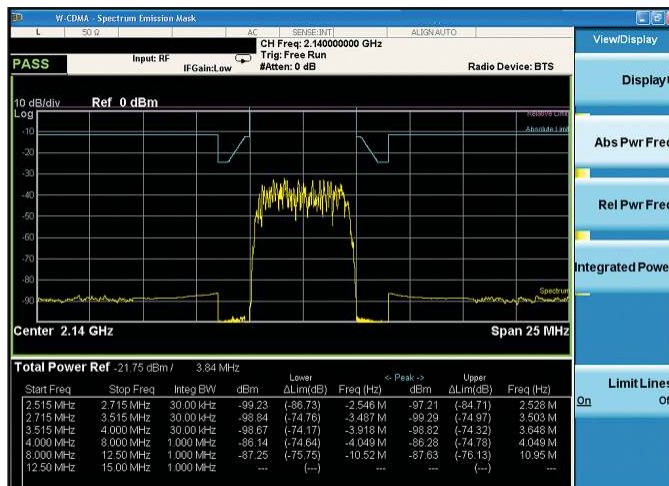 W-CDMA - Spectrum Emission Mask
L 50 Ω AC SENSE:INT ALIGN AUTO
CH Freq: 2.140000000 GHz
PASS Input: RF Trig: Free Run
IFGain:Low #Atten: 0 dB Radio Device: BTS
10 dB/div Ref 0 dBm
Log
Relative Limit
Absolute Limit
-10
-20
-30
-40
-50
-60
-70
-80
-90
Spectrum
Center 2.14 GHz Span 25 MHz
Total Power Ref -21.75 dBm / 3.84 MHz
Lower <- Peak -> Upper
Start Freq Stop Freq Integ BW dBm ΔLim(dB) Freq (Hz) dBm ΔLim(dB) Freq (Hz)
2.515 MHz 2.715 MHz 30.00 kHz -99.23 (-86.73) -2.546 M -97.21 (-84.71) 2.528 M
2.715 MHz 3.515 MHz 30.00 kHz -98.84 (-74.76) -3.487 M -99.29 (-74.97) 3.503 M
3.515 MHz 4.000 MHz 30.00 kHz -98.67 (-74.17) -3.918 M -98.82 (-74.32) 3.648 M
4.000 MHz 8.000 MHz 1.000 MHz -86.14 (-74.64) -4.049 M -86.28 (-74.78) 4.049 M
8.000 MHz 12.50 MHz 1.000 MHz -87.25 (-75.75) -10.52 M -87.63 (-76.13) 10.95 M
12.50 MHz 15.00 MHz 1.000 MHz --- (---) --- --- (---) ---
View/Display
Display
Abs Pwr Freq
Rel Pwr Freq
Integrated Power
Limit Lines
On Of